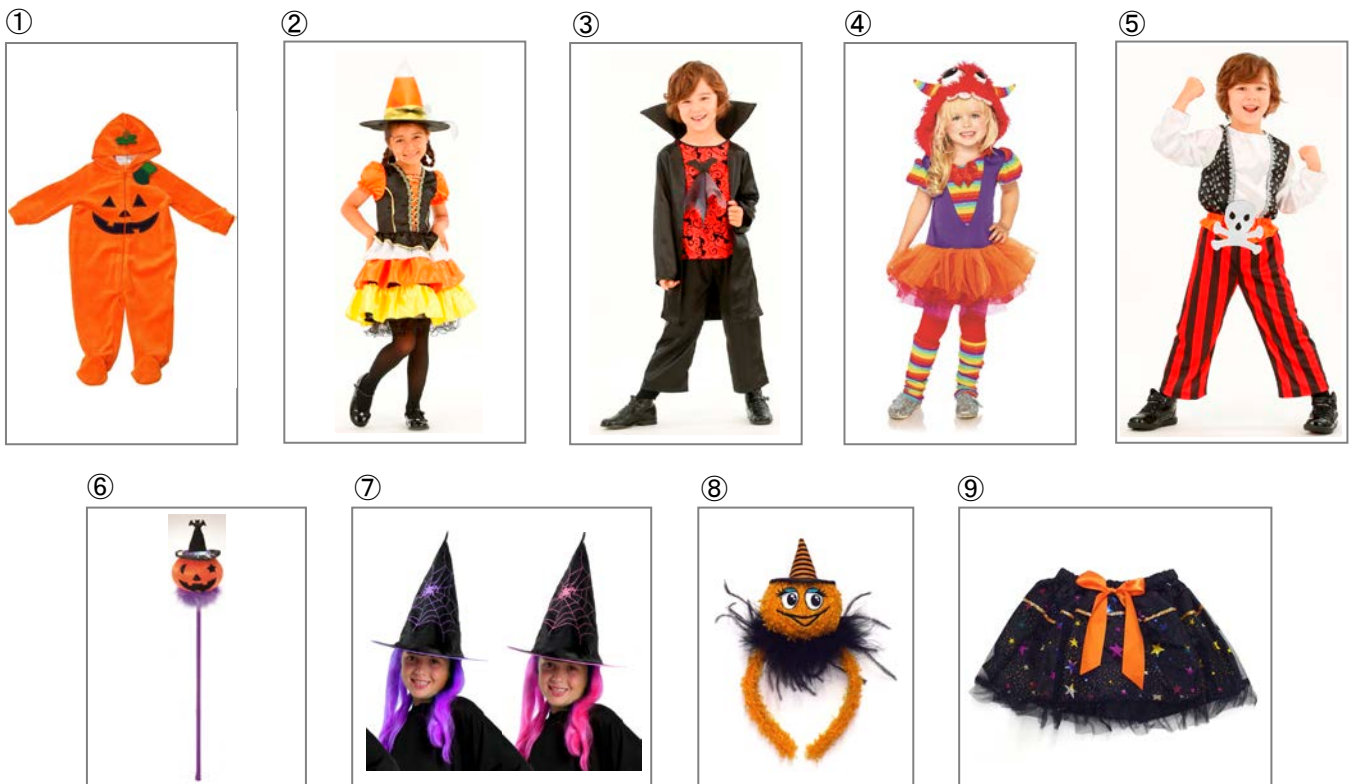 ① ② ③ ④ ⑤
⑥ ⑦ ⑧ ⑨